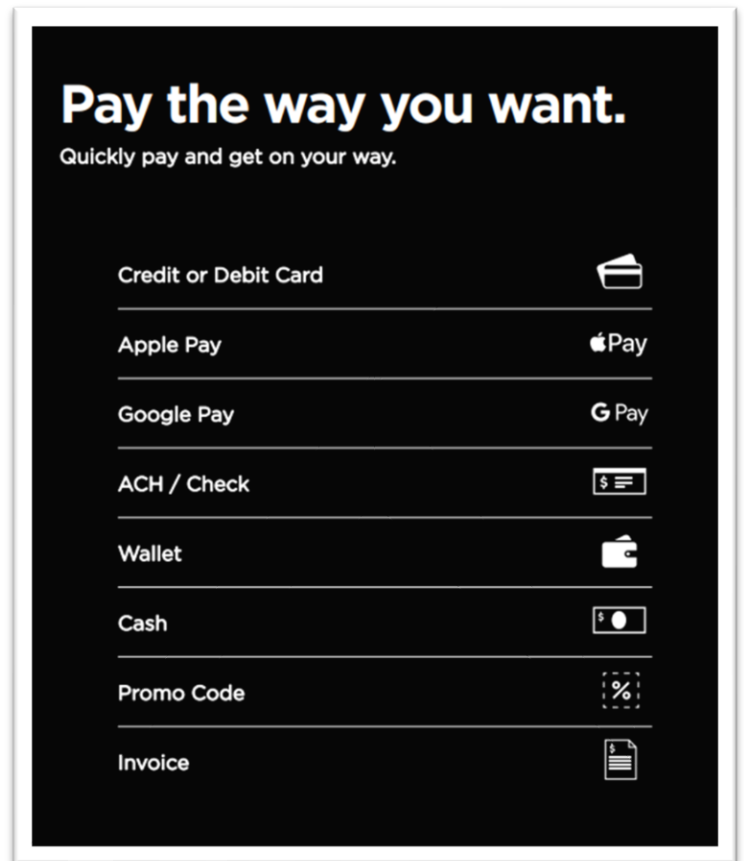 Pay the way you want.
Quickly pay and get on your way.
Credit or Debit Card
Apple Pay Pay
Google Pay G Pay
ACH / Check $
Wallet
Cash $
Promo Code %
Invoice $